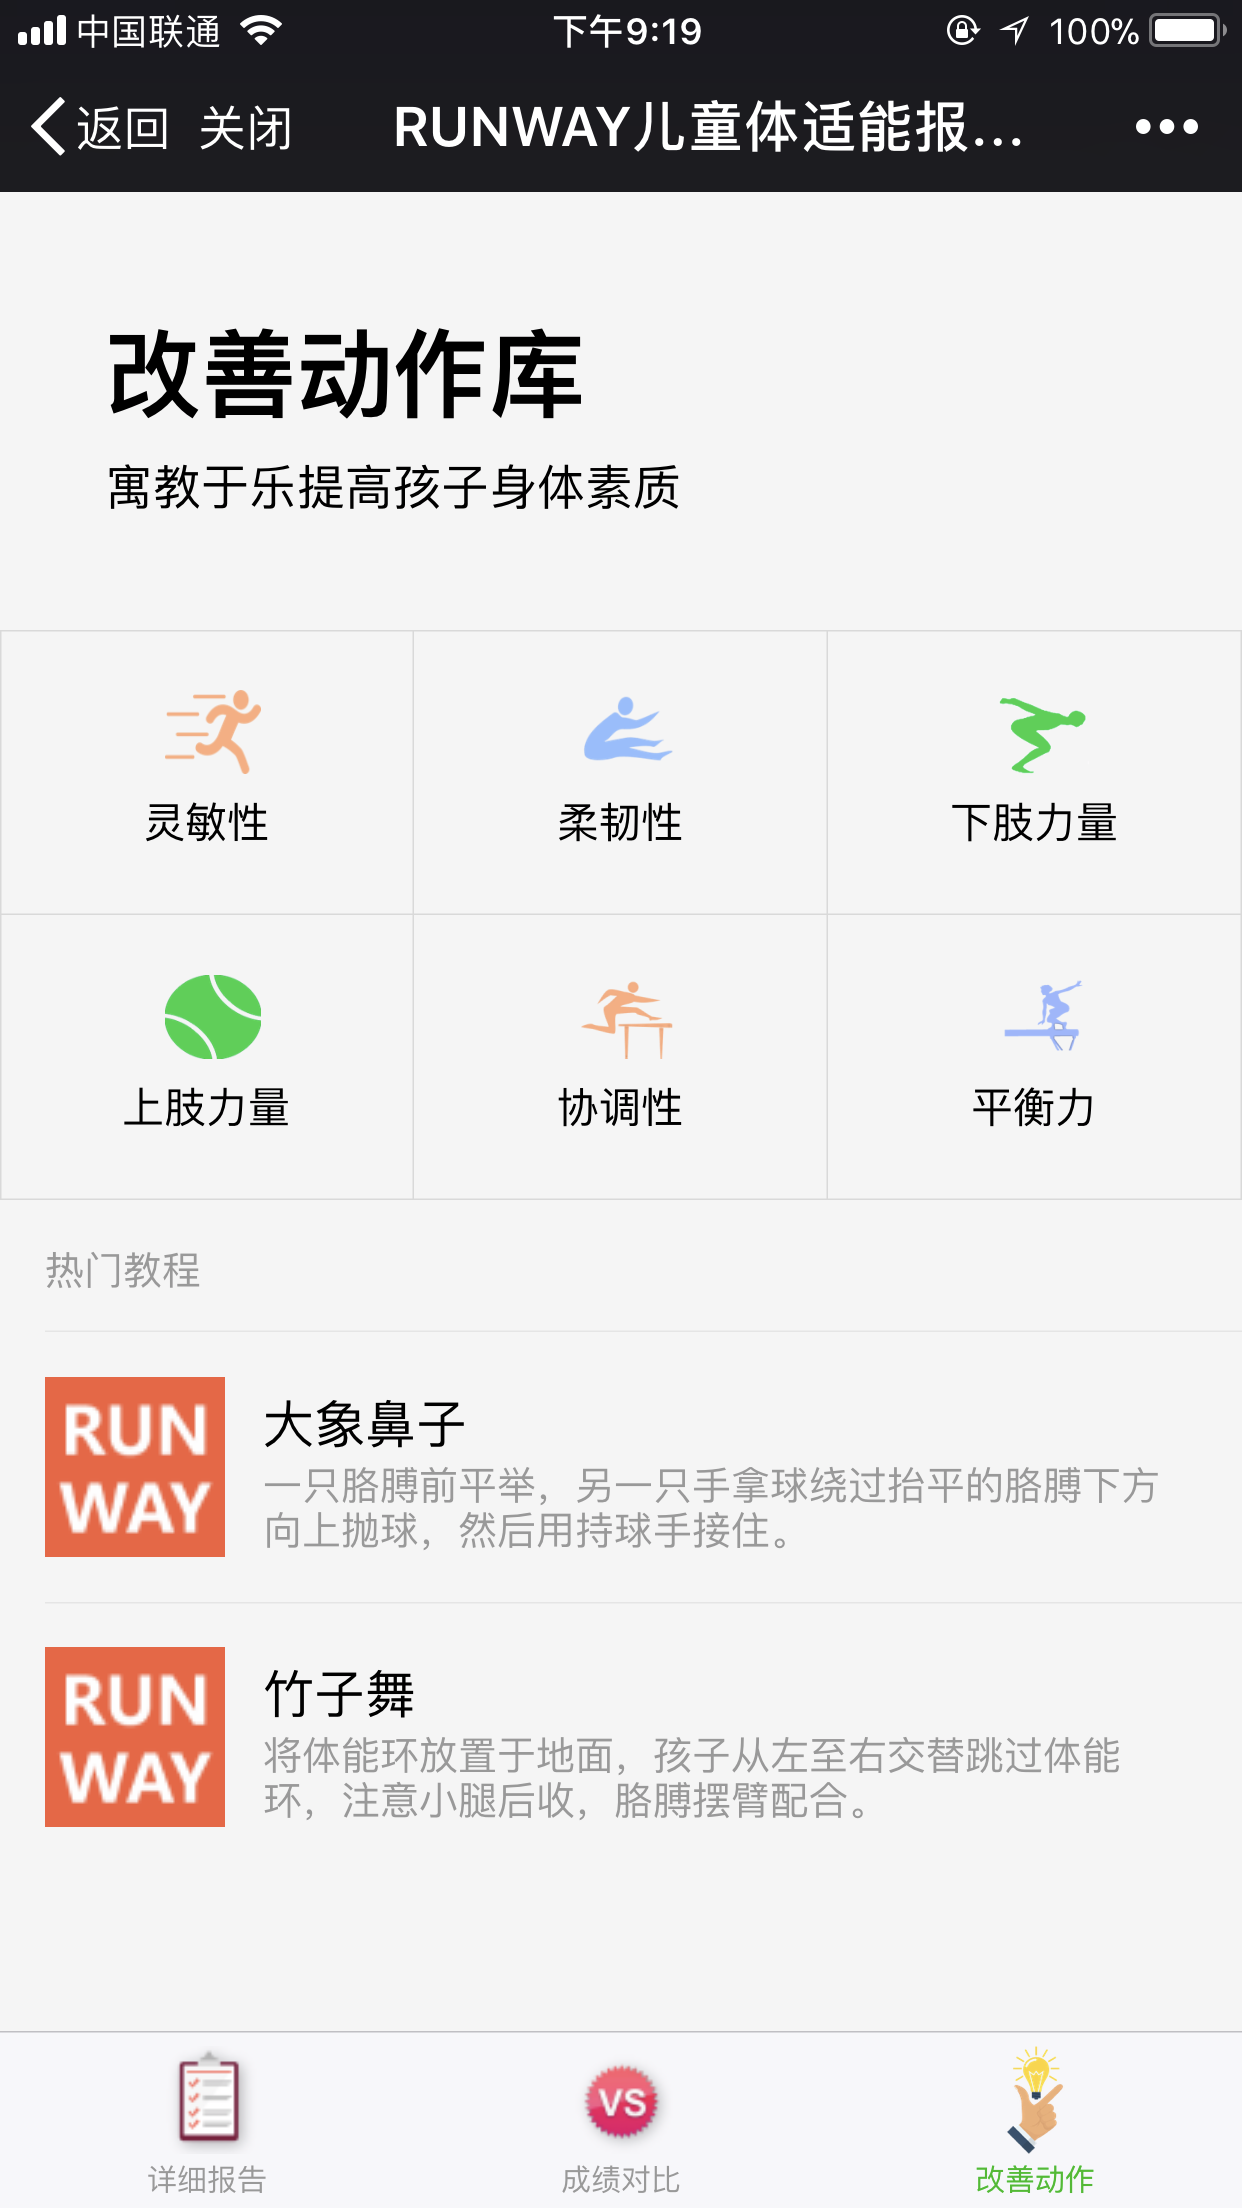 中国联通 下午9:19 100%
返回 关闭 RUNWAY儿童体适能报...
改善动作库
寓教于乐提高孩子身体素质
灵敏性 柔韧性 下肢力量
上肢力量 协调性 平衡力
热门教程
RUN
WAY
大象鼻子
一只胳膊前平举，另一只手拿球绕过抬平的胳膊下方
向上抛球，然后用持球手接住。
RUN
WAY
竹子舞
将体能环放置于地面，孩子从左至右交替跳过体能
环，注意小腿后收，胳膊摆臂配合。
VS
详细报告 成绩对比 改善动作